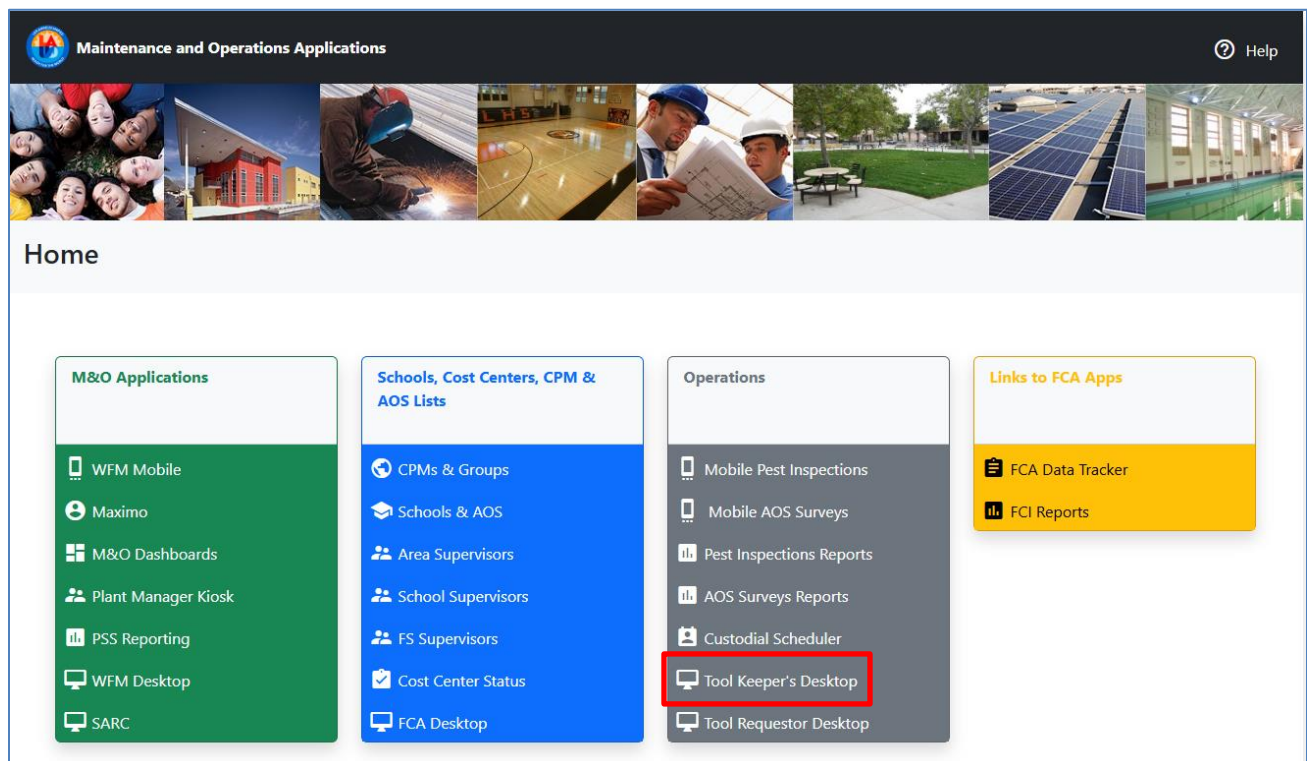 Maintenance and Operations Applications
Help
LHS
Home
M&O Applications
WFM Mobile
Maximo
M&O Dashboards
Plant Manager Kiosk
PSS Reporting
WFM Desktop
SARC
Schools, Cost Centers, CPM &
AOS Lists
CPMs & Groups
Schools & AOS
Area Supervisors
School Supervisors
FS Supervisors
Cost Center Status
FCA Desktop
Operations
Mobile Pest Inspections
Mobile AOS Surveys
Pest Inspections Reports
AOS Surveys Reports
Custodial Scheduler
Tool Keeper's Desktop
Tool Requestor Desktop
Links to FCA Apps
FCA Data Tracker
FCI Reports